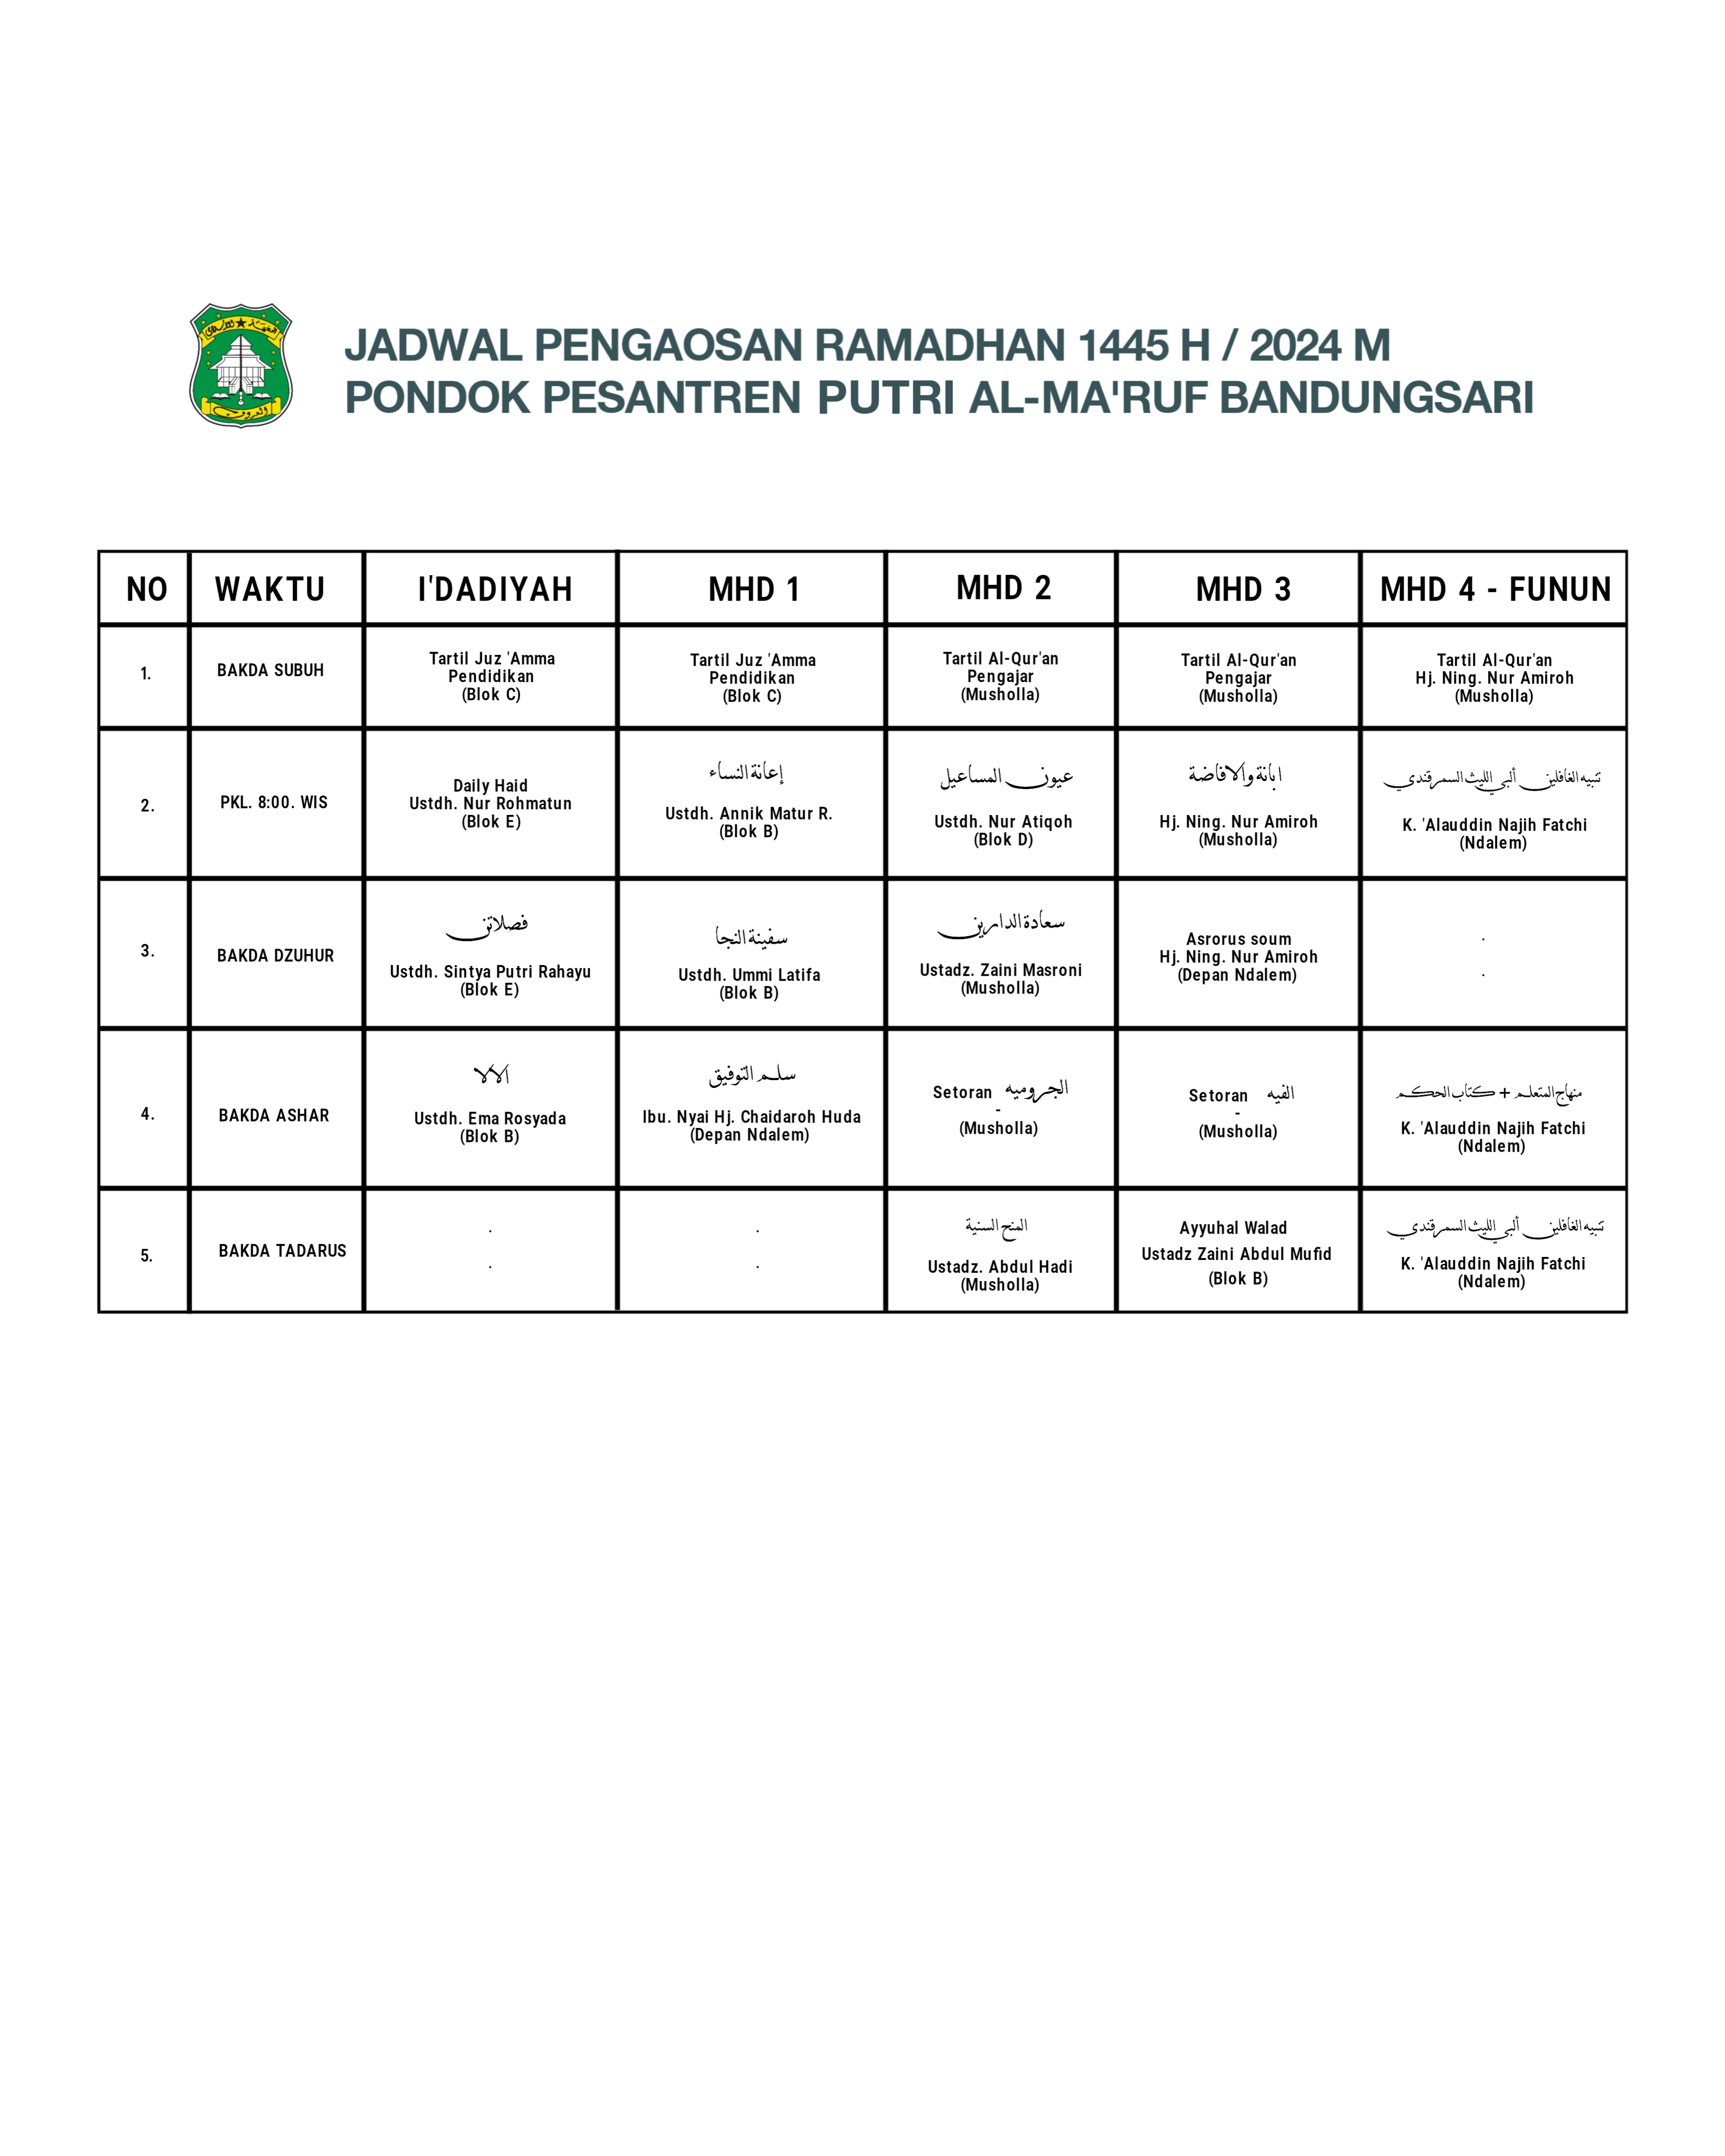 JADWAL PENGAOSAN RAMADHAN 1445 H / 2024 M
PONDOK PESANTREN PUTRI AL-MA'RUF BANDUNGSARI
NO
WAKTU
I'DADIYAH
MHD 1
MHD 2
MHD 3
MHD 4 - FUNUN
1.
BAKDA SUBUH
Tartil Juz 'Amma
Pendidikan
(Blok C)
Tartil Juz 'Amma
Pendidikan
(Blok C)
Tartil Al-Qur'an
Pengajar
(Musholla)
Tartil Al-Qur'an
Pengajar
(Musholla)
Tartil Al-Qur'an
Hj. Ning. Nur Amiroh
(Musholla)
2.
PKL. 8:00. WIS
Daily Haid
Ustdh. Nur Rohmatun
(Blok E)
إعانة النساء
Ustdh. Annik Matur R.
(Blok B)
عيون المساعيل
Ustdh. Nur Atiqoh
(Blok D)
ابانة والافاضة
Hj. Ning. Nur Amiroh
(Musholla)
تنبيه الغافلين ألبي الليث السمرقندي
K. 'Alauddin Najih Fatchi
(Ndalem)
3.
BAKDA DZUHUR
فصلاتن
Ustdh. Sintya Putri Rahayu
(Blok E)
سفينة النجا
Ustdh. Ummi Latifa
(Blok B)
سعادة الدارين
Ustadz. Zaini Masroni
(Musholla)
Asrorus soum
Hj. Ning. Nur Amiroh
(Depan Ndalem)
.
.
4.
BAKDA ASHAR
الالا
Ustdh. Ema Rosyada
(Blok B)
سلم التوفيق
Ibu. Nyai Hj. Chaidaroh Huda
(Depan Ndalem)
Setoran الجروميه
-
(Musholla)
Setoran الفيه
-
(Musholla)
منهاج المتعلم + كتاب الحكم
K. 'Alauddin Najih Fatchi
(Ndalem)
5.
BAKDA TADARUS
.
.
.
.
المنح السنية
Ustadz. Abdul Hadi
(Musholla)
Ayyuhal Walad
Ustadz Zaini Abdul Mufid
(Blok B)
تنبيه الغافلين ألبي الليث السمرقندي
K. 'Alauddin Najih Fatchi
(Ndalem)